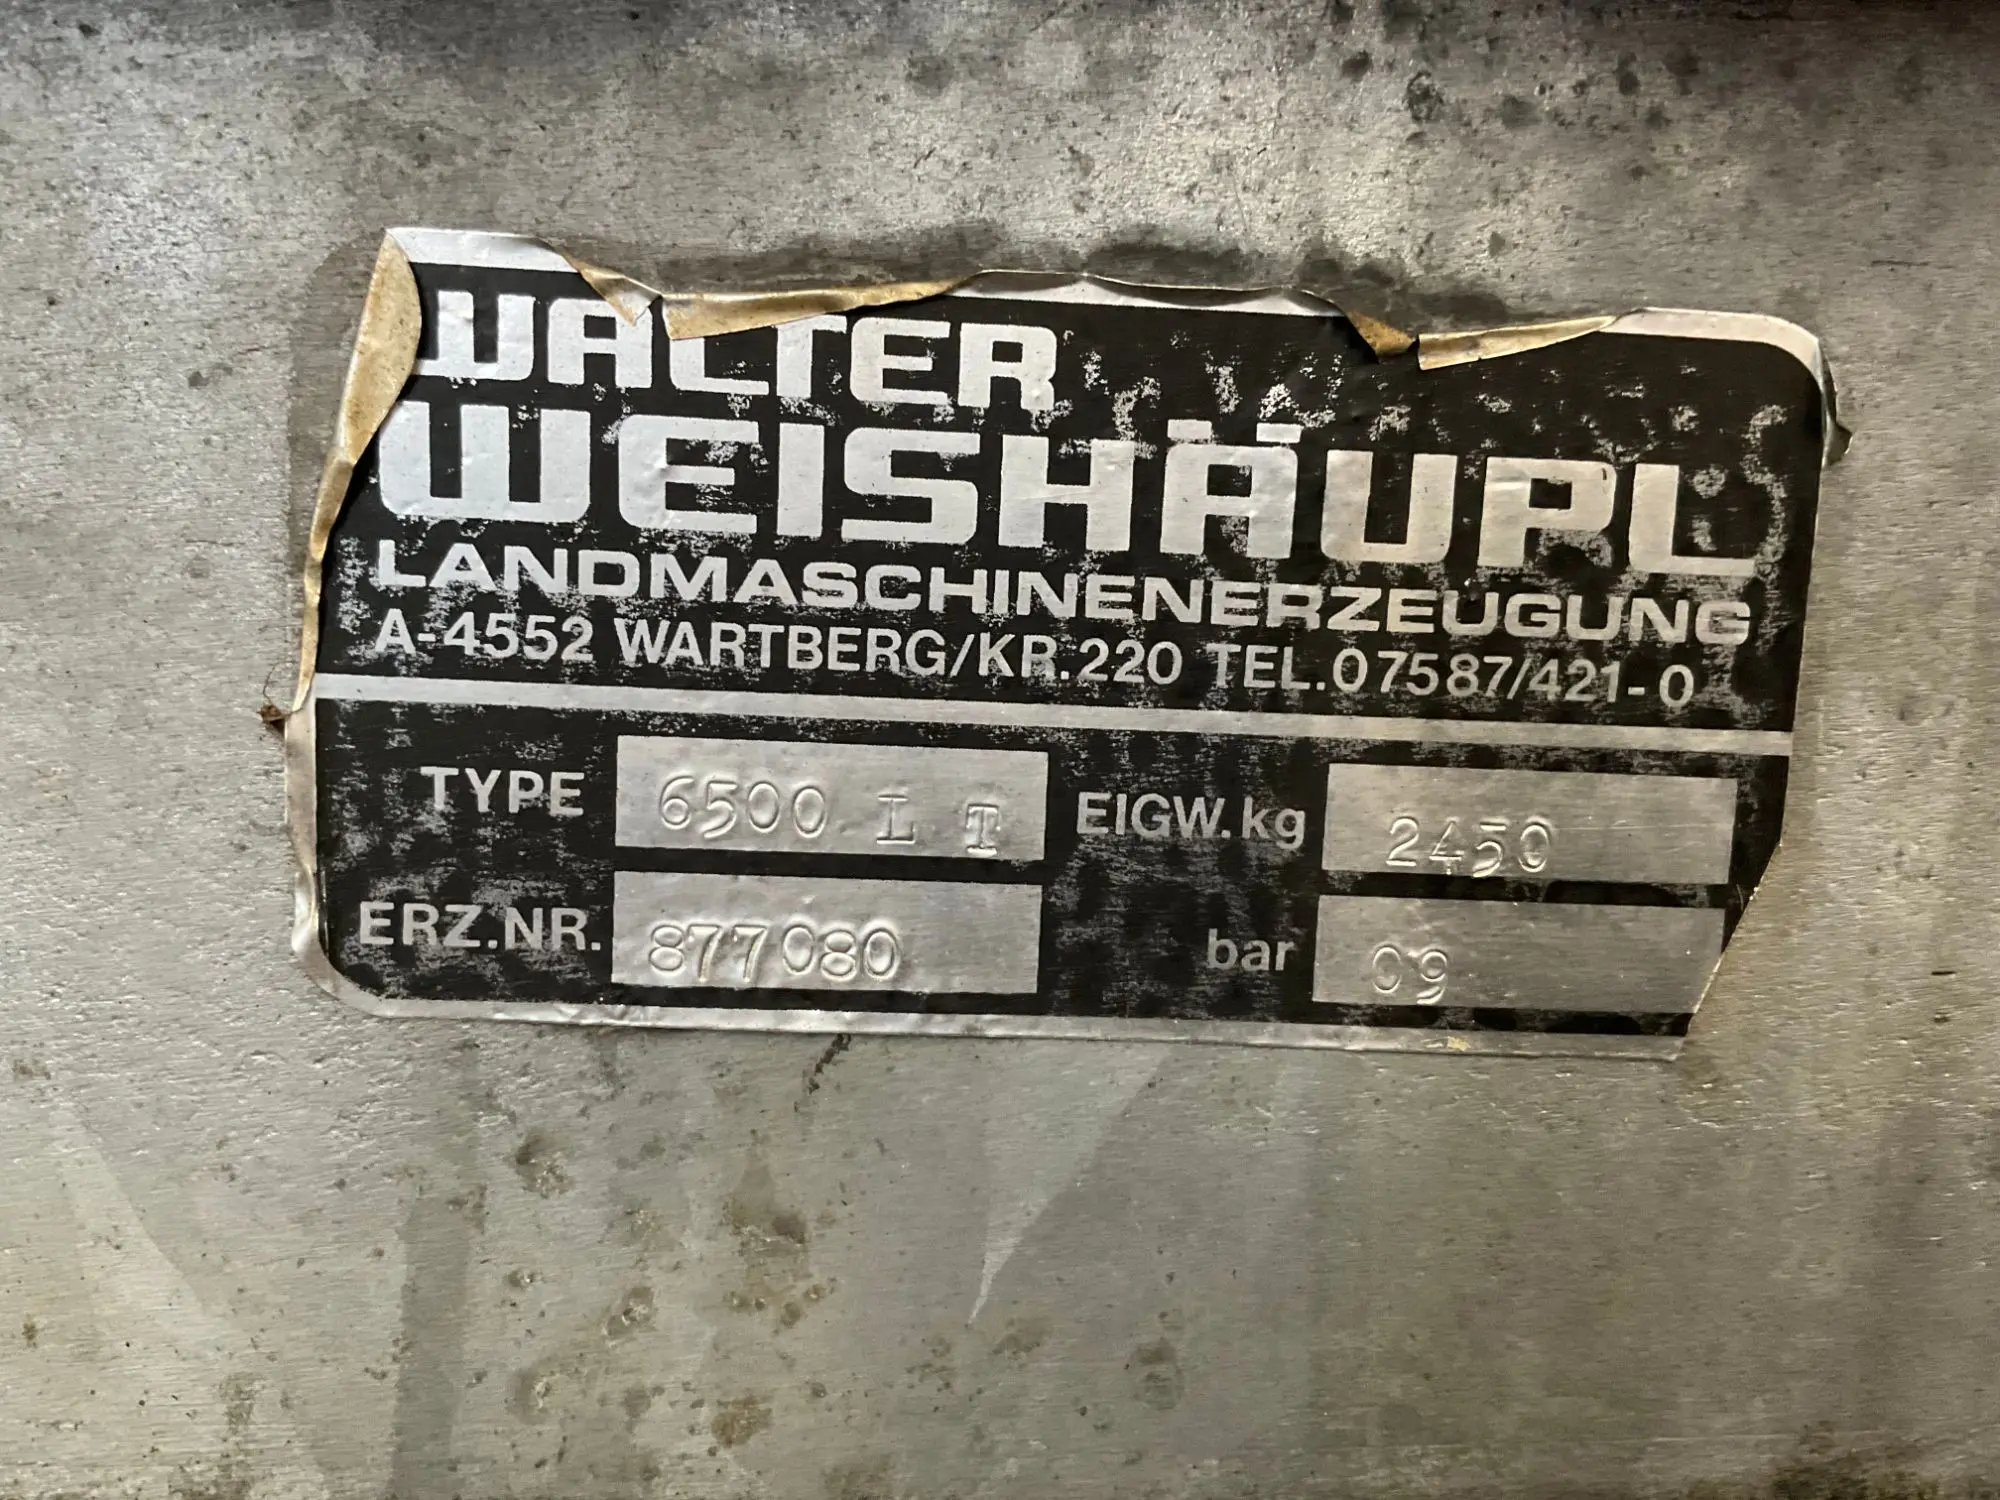 WALTER
WEISHÄUPL
LANDMASCHINENERZEUGUNG
A-4552 WARTBERG/KR.220 TEL.07587/421-0
TYPE 6500 L T EIGW.kg 2450
ERZ.NR. 877080 bar 09